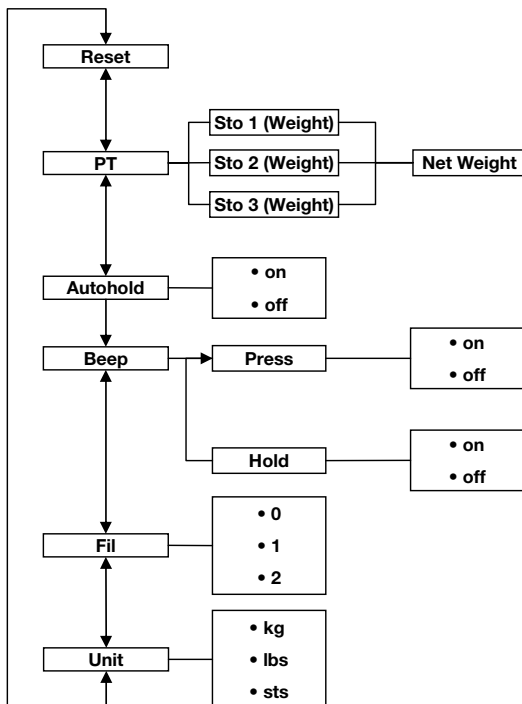 Reset
Sto 1 (Weight)
PT
Sto 2 (Weight)
Net Weight
Sto 3 (Weight)
Autohold
• on
• off
Beep
Press
• on
• off
Hold
• on
• off
Fil
• 0
• 1
• 2
Unit
• kg
• lbs
• sts